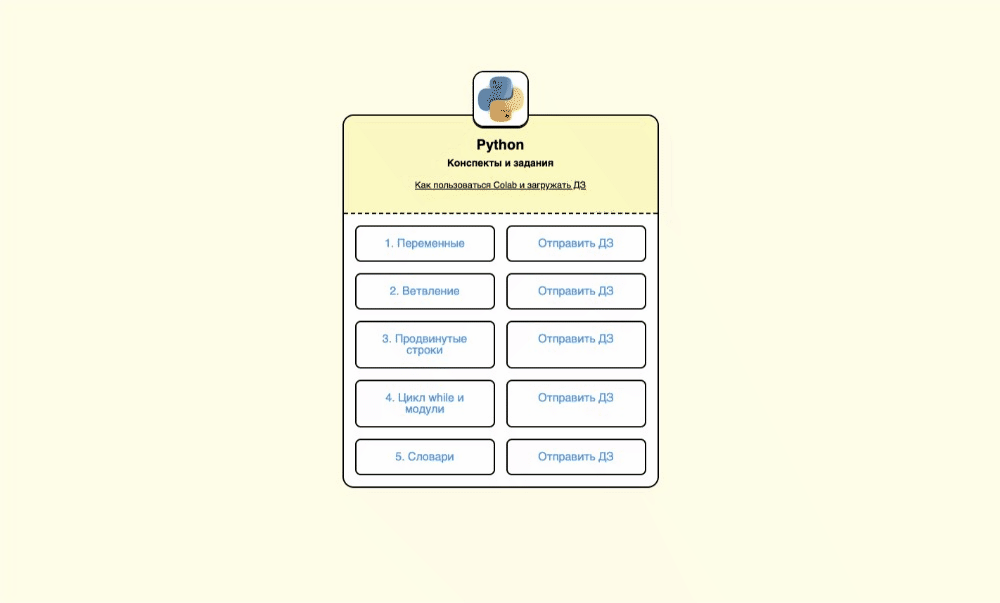 Python
Конспекты и задания
Как пользоваться Colab и загружать ДЗ
1. Переменные
Отправить ДЗ
2. Ветвление
Отправить ДЗ
3. Продвинутые
строки
Отправить ДЗ
4. Цикл while и
модули
Отправить ДЗ
5. Словари
Отправить ДЗ